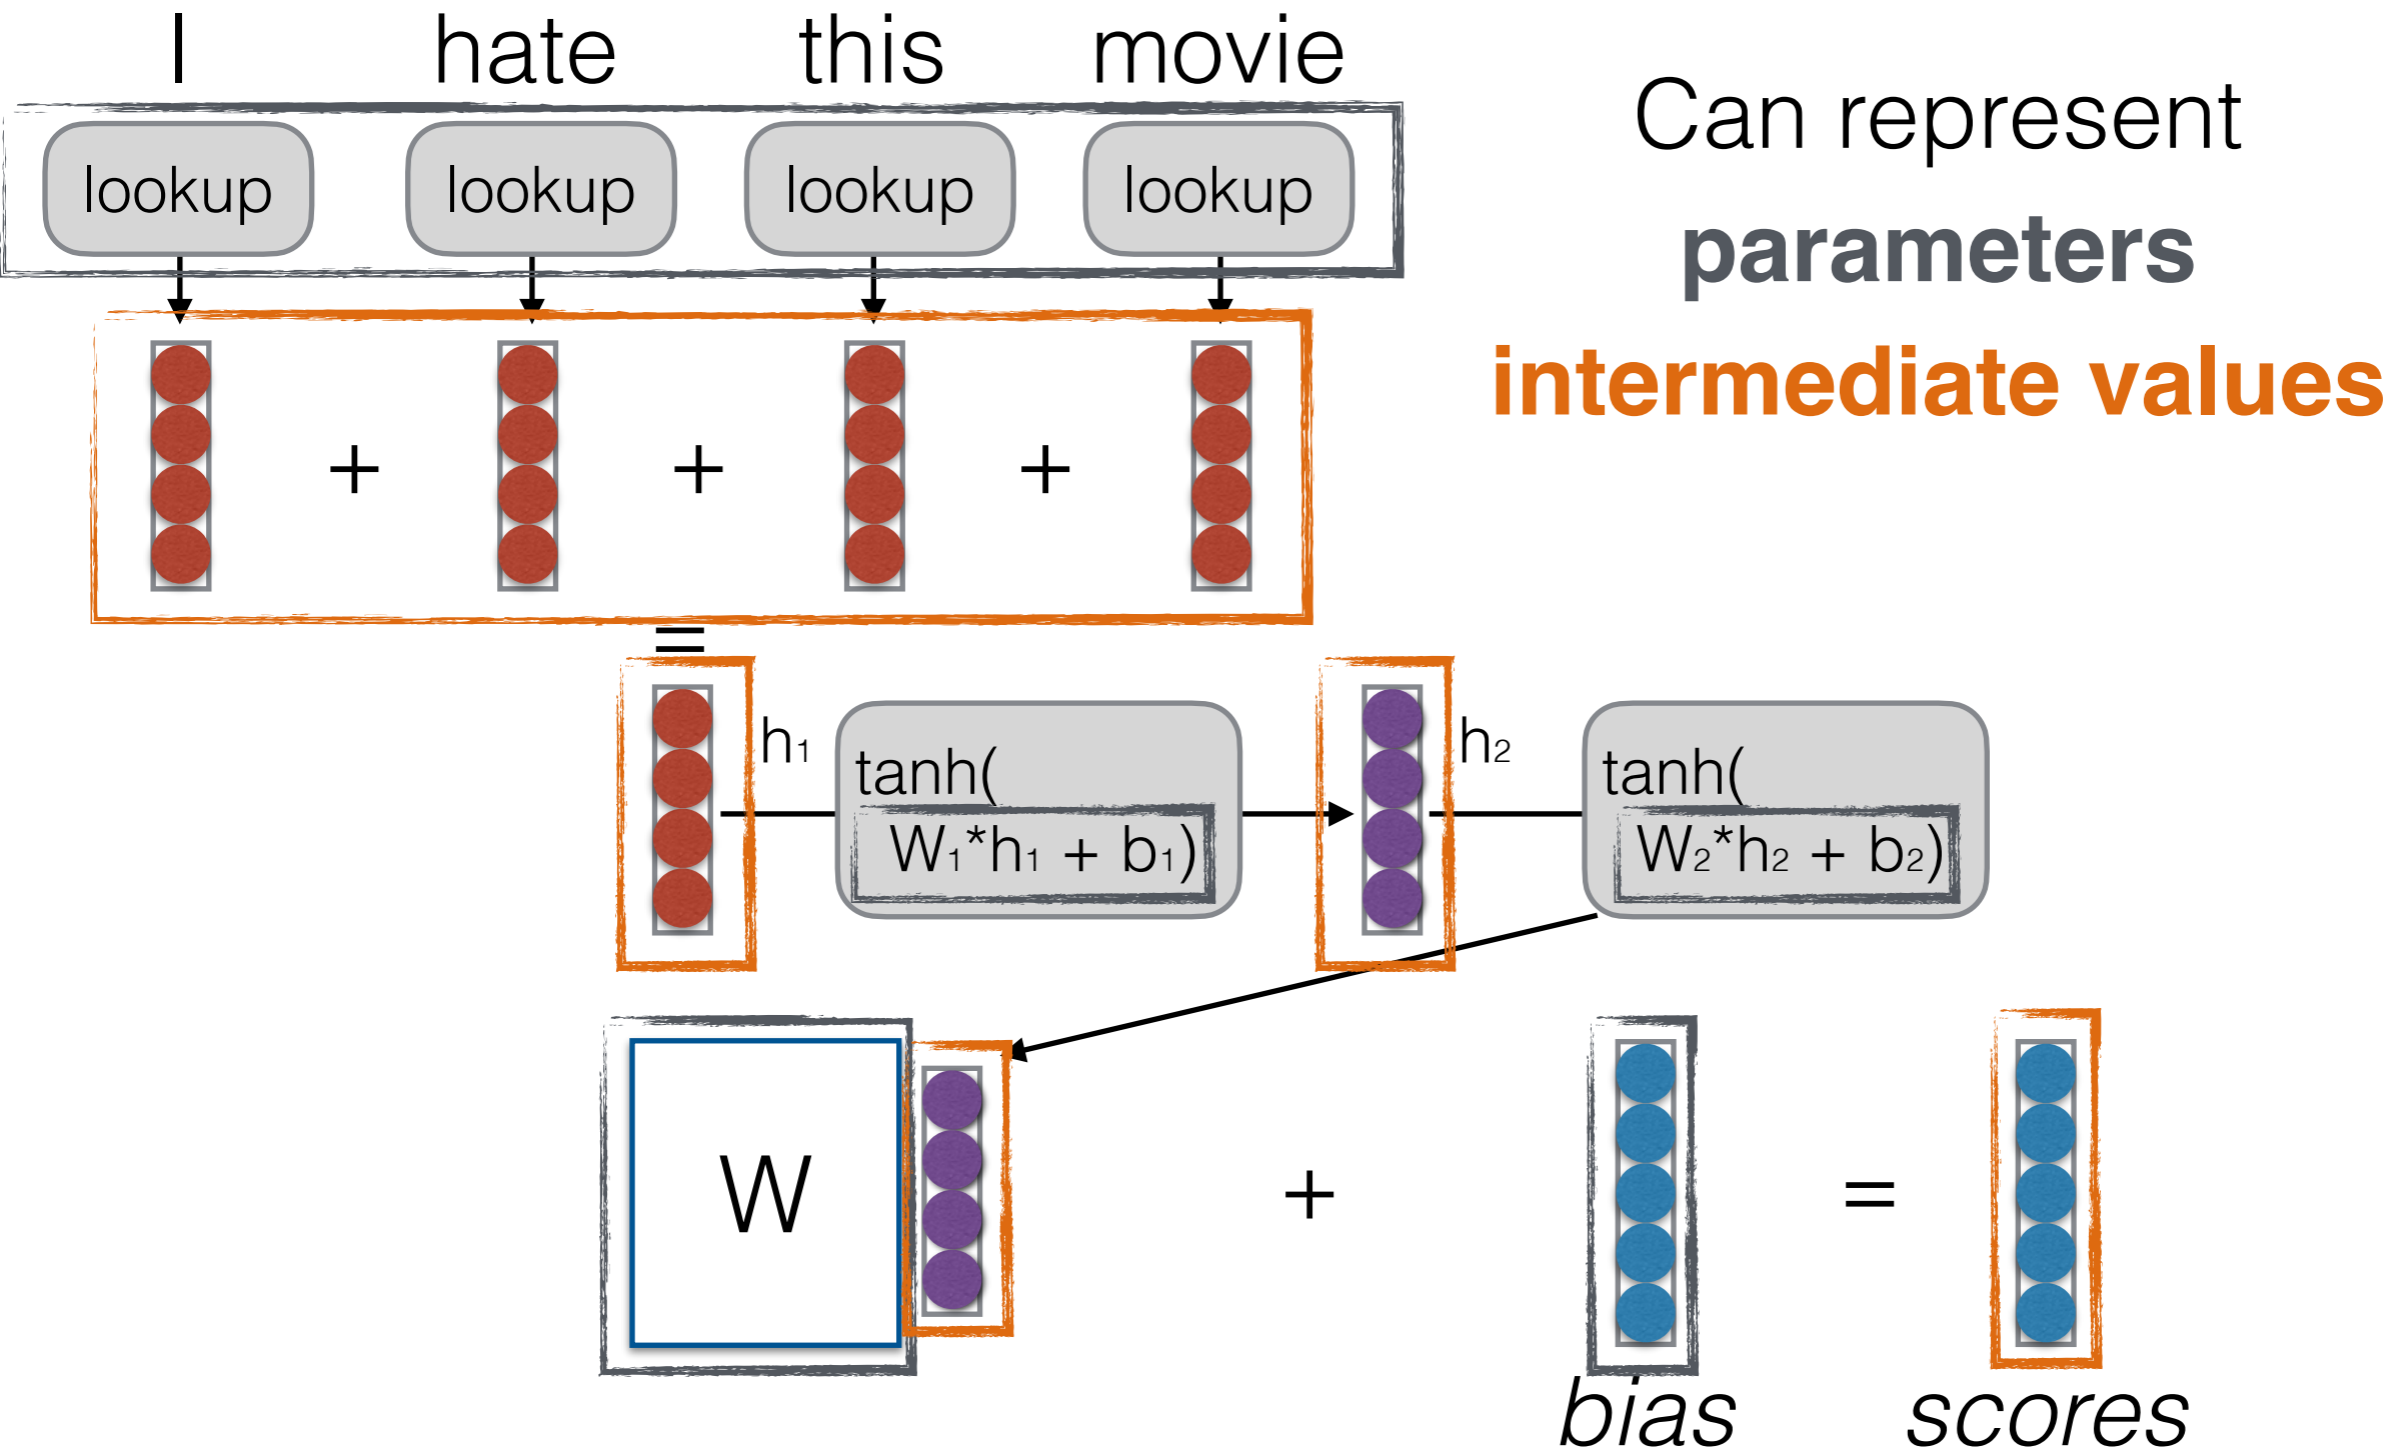 I hate this movie
lookup lookup lookup lookup
Can represent
parameters
intermediate values
+ + +
=
h₁
tanh(
W₁*h₁ + b₁)
h₂
tanh(
W₂*h₂ + b₂)
W + =
bias scores